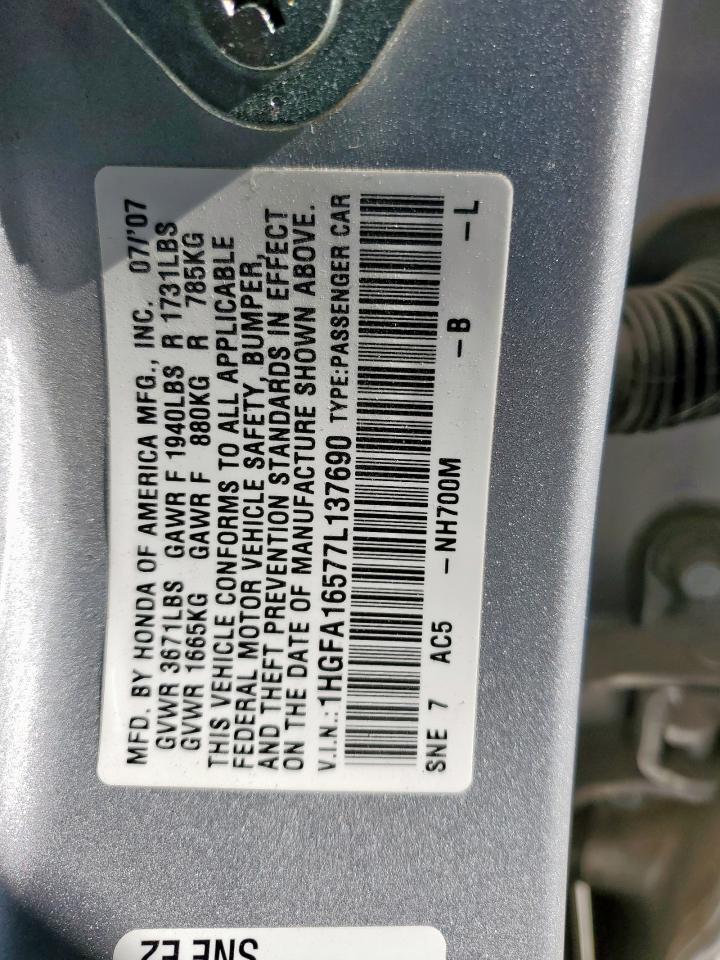 MFD. BY HONDA OF AMERICA MFG., INC. 07/'07
GVWR 3671LBS GAWR F 1940LBS R 1731LBS
GVWR 1665KG GAWR F 880KG R 785KG
THIS VEHICLE CONFORMS TO ALL APPLICABLE
FEDERAL MOTOR VEHICLE SAFETY, BUMPER,
AND THEFT PREVENTION STANDARDS IN EFFECT
ON THE DATE OF MANUFACTURE SHOWN ABOVE.
V.I.N.:1HGFA16577L137690 TYPE:PASSENGER CAR
SNE 7 AC5 -NH700M -B -L
SNE E2